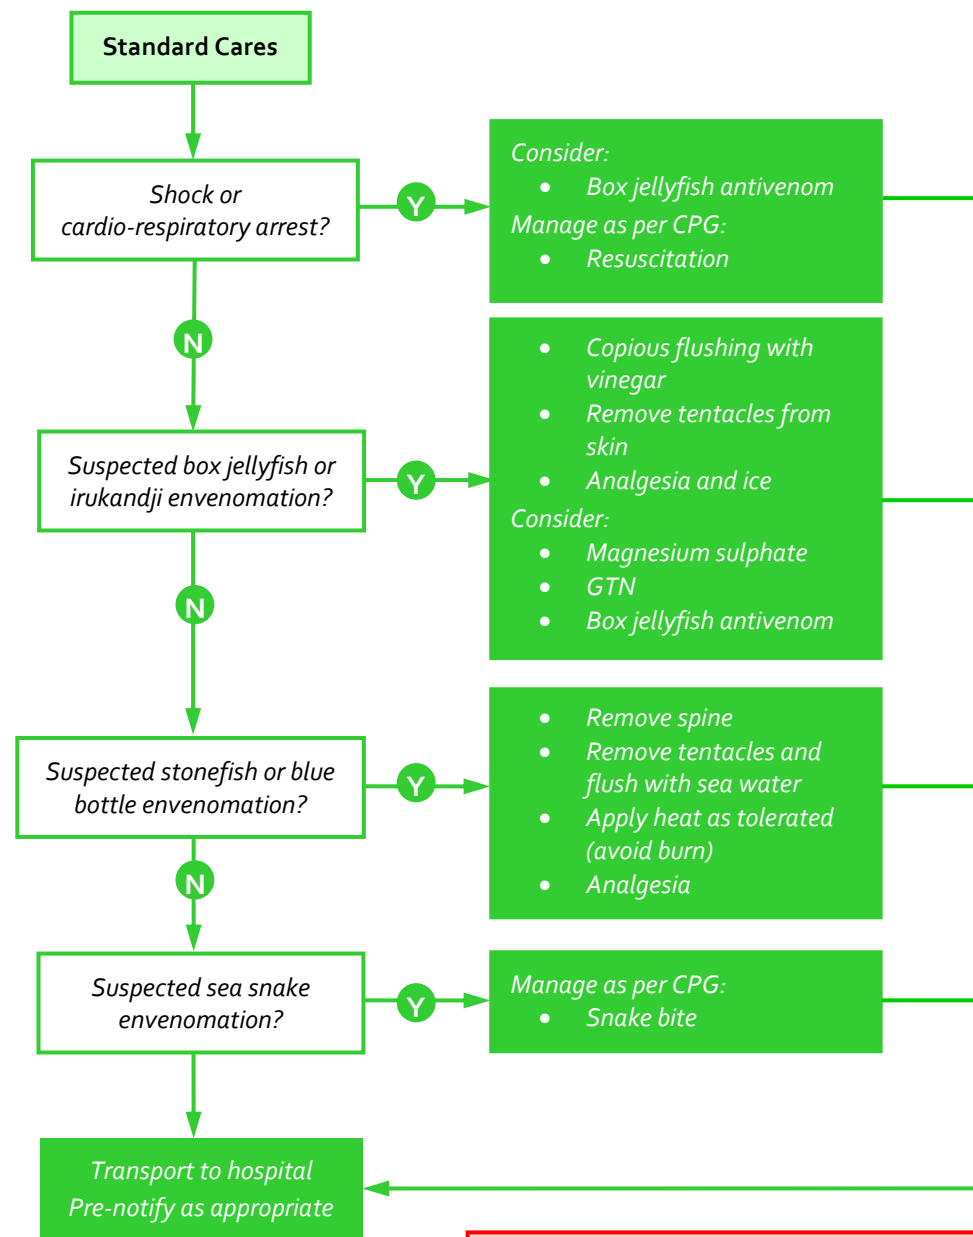 Standard Cares
Shock or
cardio-respiratory arrest?
Y
Consider:
• Box jellyfish antivenom
Manage as per CPG:
• Resuscitation
N
Suspected box jellyfish or
irukandji envenomation?
Y
• Copious flushing with
vinegar
• Remove tentacles from
skin
• Analgesia and ice
Consider:
• Magnesium sulphate
• GTN
• Box jellyfish antivenom
N
Suspected stonefish or blue
bottle envenomation?
Y
• Remove spine
• Remove tentacles and
flush with sea water
• Apply heat as tolerated
(avoid burn)
• Analgesia
N
Suspected sea snake
envenomation?
Y
Manage as per CPG:
• Snake bite
Transport to hospital
Pre-notify as appropriate